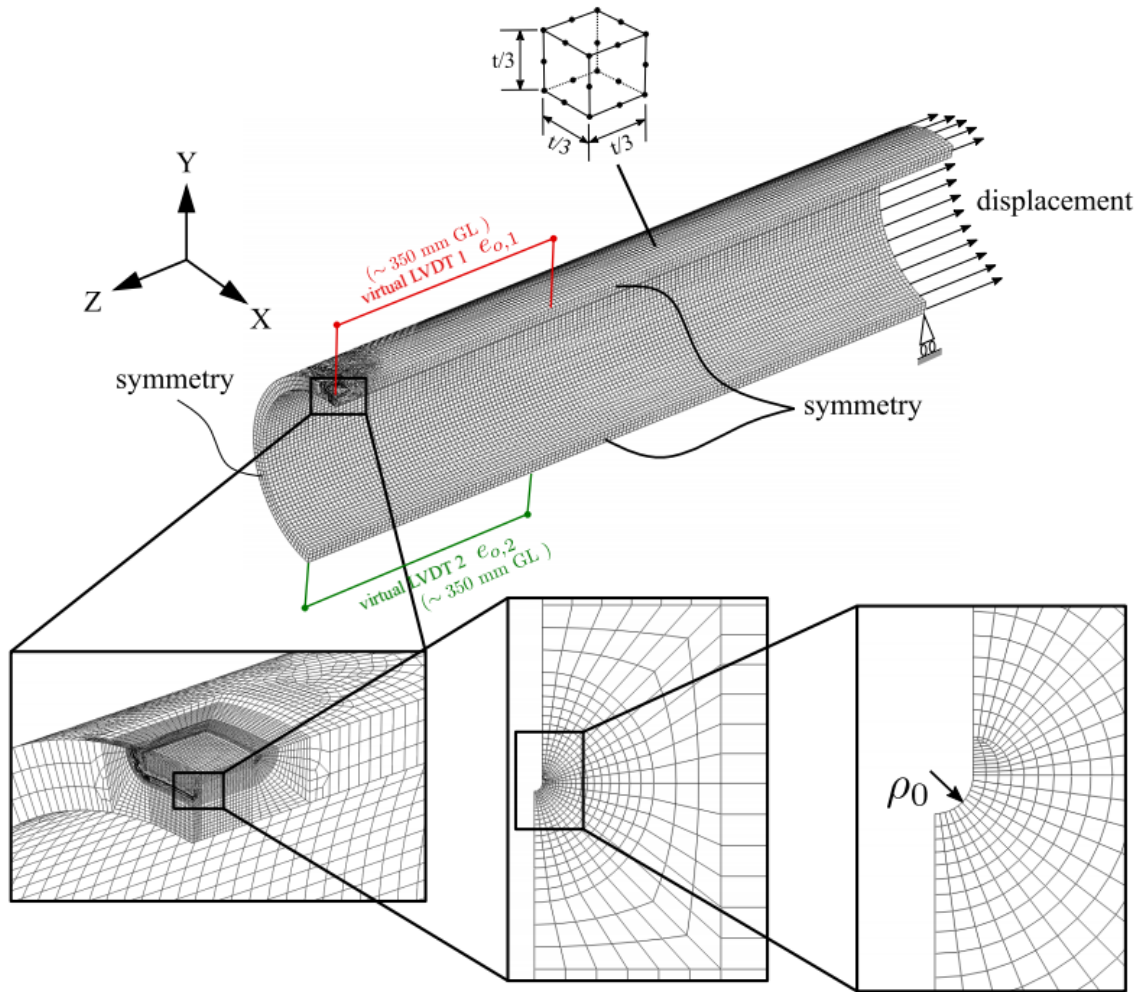 t/3
t/3
t/3
Y
Z
X
(∼ 350 mm GL )
virtual LVDT 1 e_{o,1}
displacement
symmetry
symmetry
virtual LVDT 2 e_{o,2}
(∼ 350 mm GL )
ρ_0